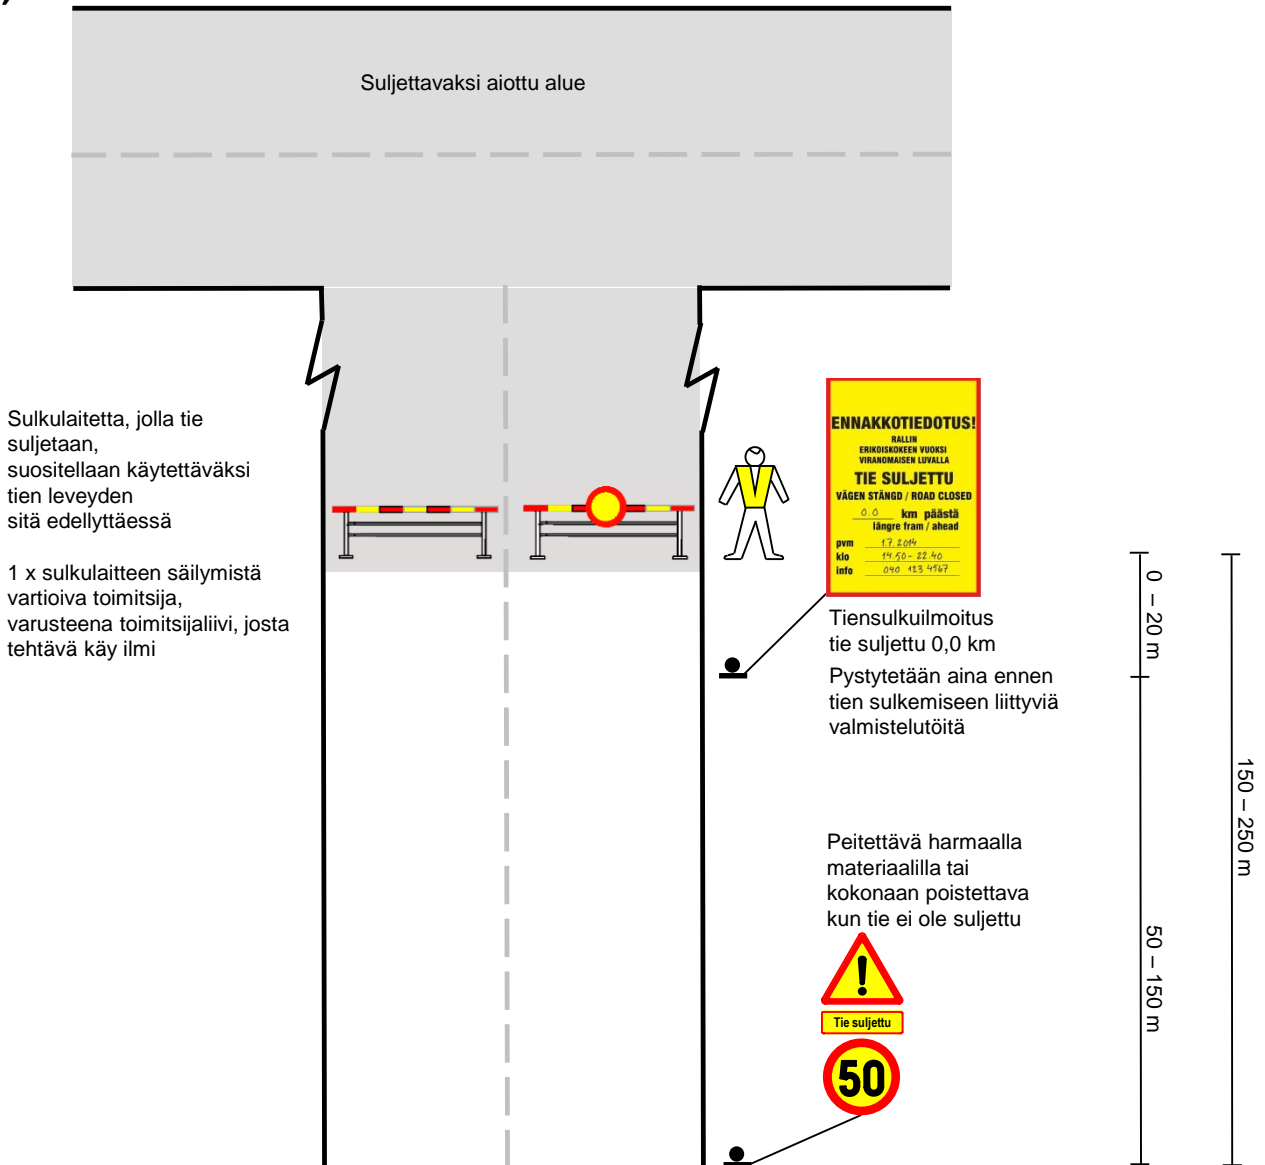 )
Suljettavaksi aiottu alue
Sulkulaitetta, jolla tie
suljetaan,
suositellaan käytettäväksi
tien leveyden
sitä edellyttäessä
1 x sulkulaitteen säilymistä
vartioiva toimitsija,
varusteena toimitsijaliivi, josta
tehtävä käy ilmi
ENNAKKOTIEDOTUS!
RALLIN
ERIKOISKOKEEN VUOKSI
VIRANOMAISEN LUVALLA
TIE SULJETTU
VÄGEN STÄNGD / ROAD CLOSED
0.0 km päästä
längre fram / ahead
pvm 1.7.2014
klo 14.50 - 22.40
info 040 123 4567
Tiensulkuilmoitus
tie suljettu 0,0 km
Pystytetään aina ennen
tien sulkemiseen liittyviä
valmistelutöitä
0 – 20 m
150 – 250 m
Peitettävä harmaalla
materiaalilla tai
kokonaan poistettava
kun tie ei ole suljettu
50 – 150 m
!
Tie suljettu
50